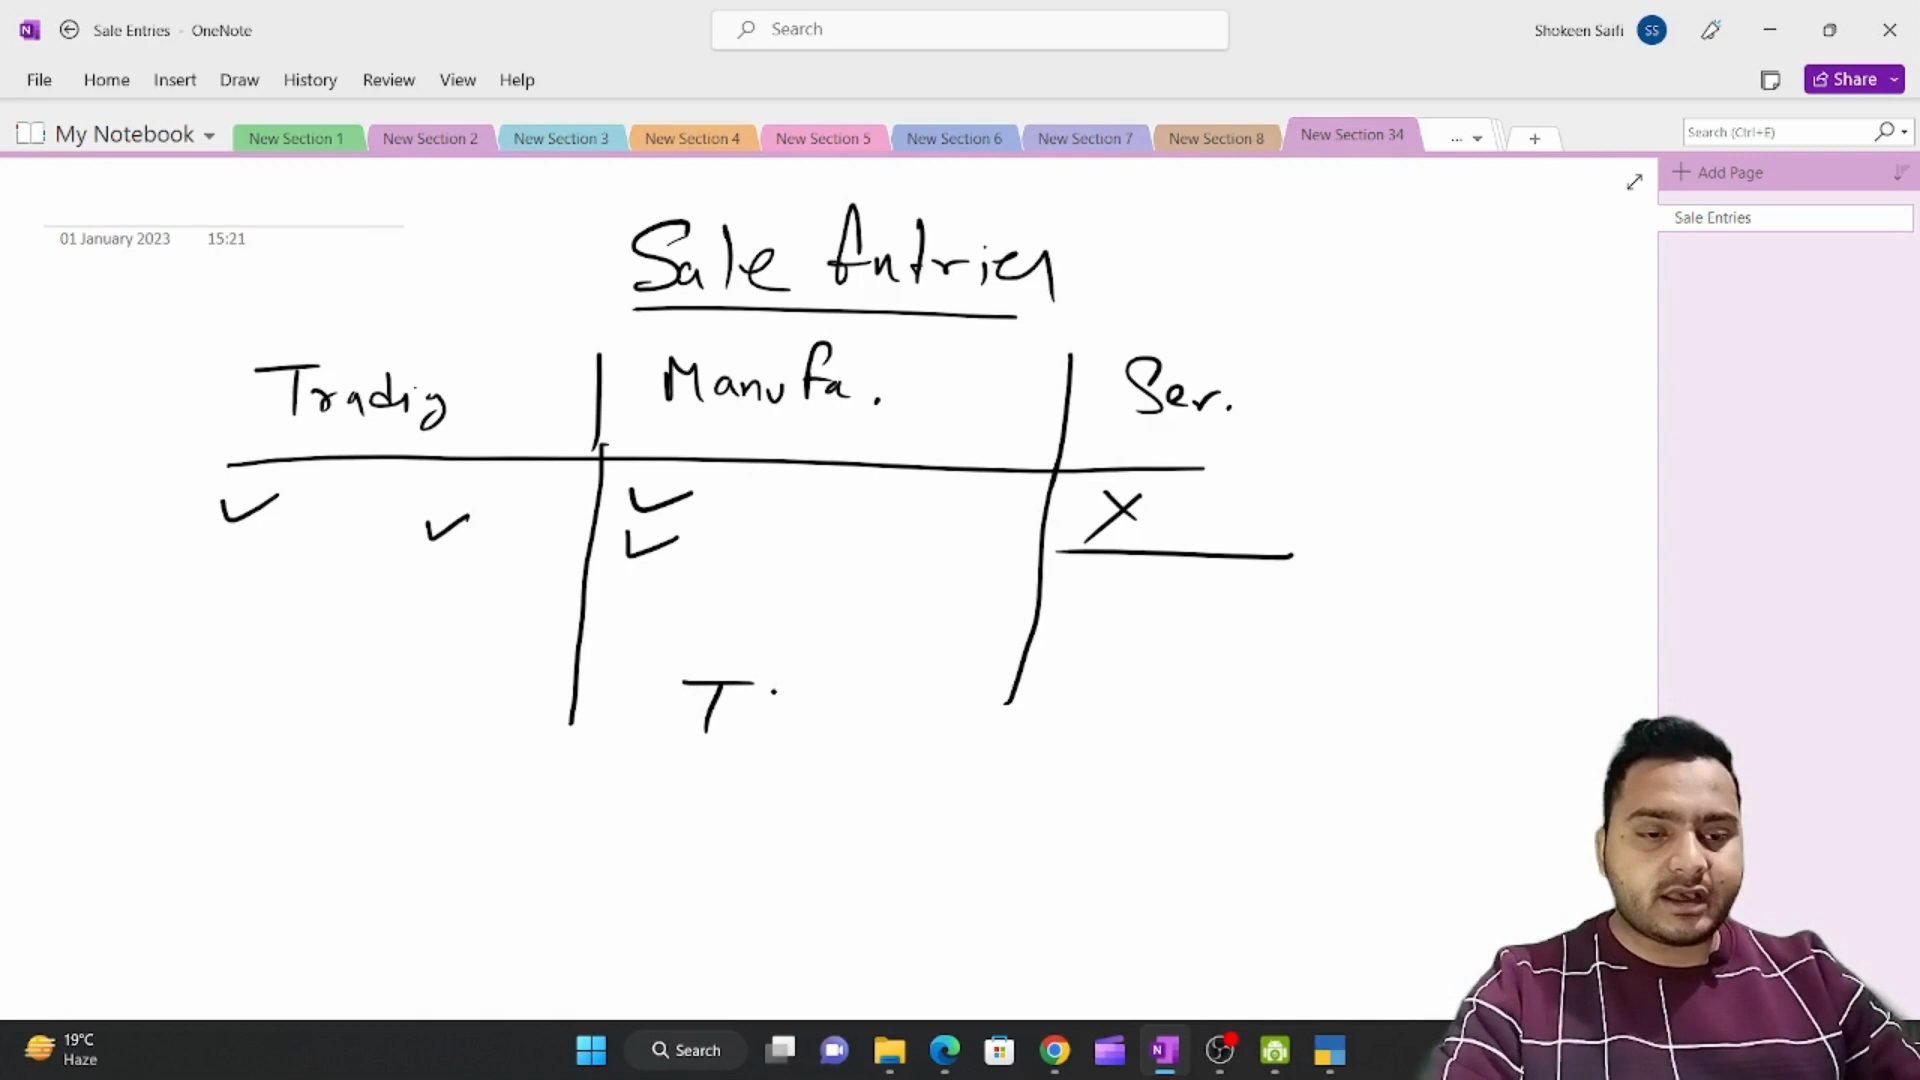 Sale Entries - OneNote
Search
Shokeen Saifi SS
File Home Insert Draw History Review View Help
Share
My Notebook New Section 1 New Section 2 New Section 3 New Section 4 New Section 5 New Section 6 New Section 7 New Section 8 New Section 34 ... +
Search (Ctrl+E)
Add Page
Sale Entries
01 January 2023 15:21
Sale Entries
Tradig Manufa. Ser.
T
19°C
Haze
Search